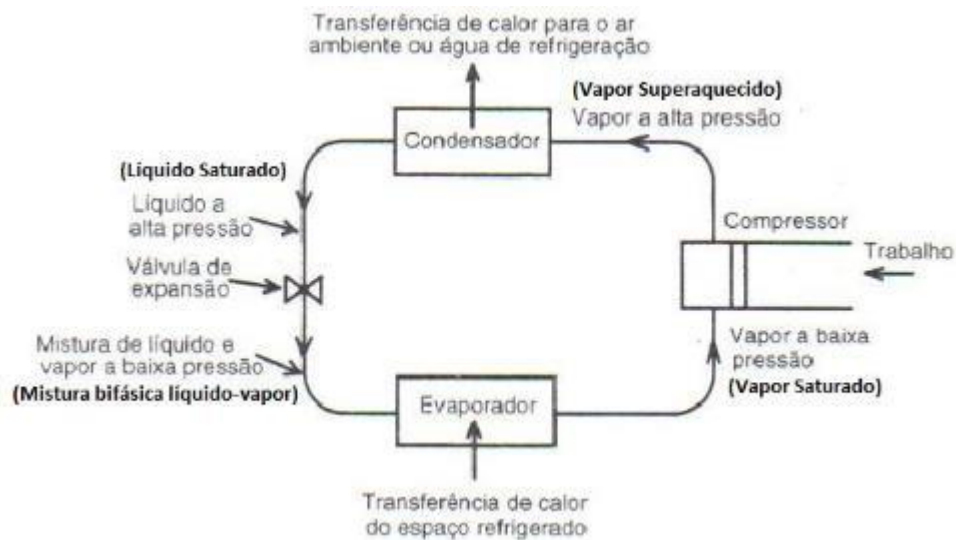 Transferência de calor para o ar
ambiente ou água de refrigeração
(Vapor Superaquecido)
Vapor a alta pressão
Condensador
(Líquido Saturado)
Líquido a
alta pressão
Compressor
Trabalho
Válvula de
expansão
Mistura de líquido e
vapor a baixa pressão
(Mistura bifásica líquido-vapor)
Vapor a baixa
pressão
(Vapor Saturado)
Evaporador
Transferência de calor
do espaço refrigerado